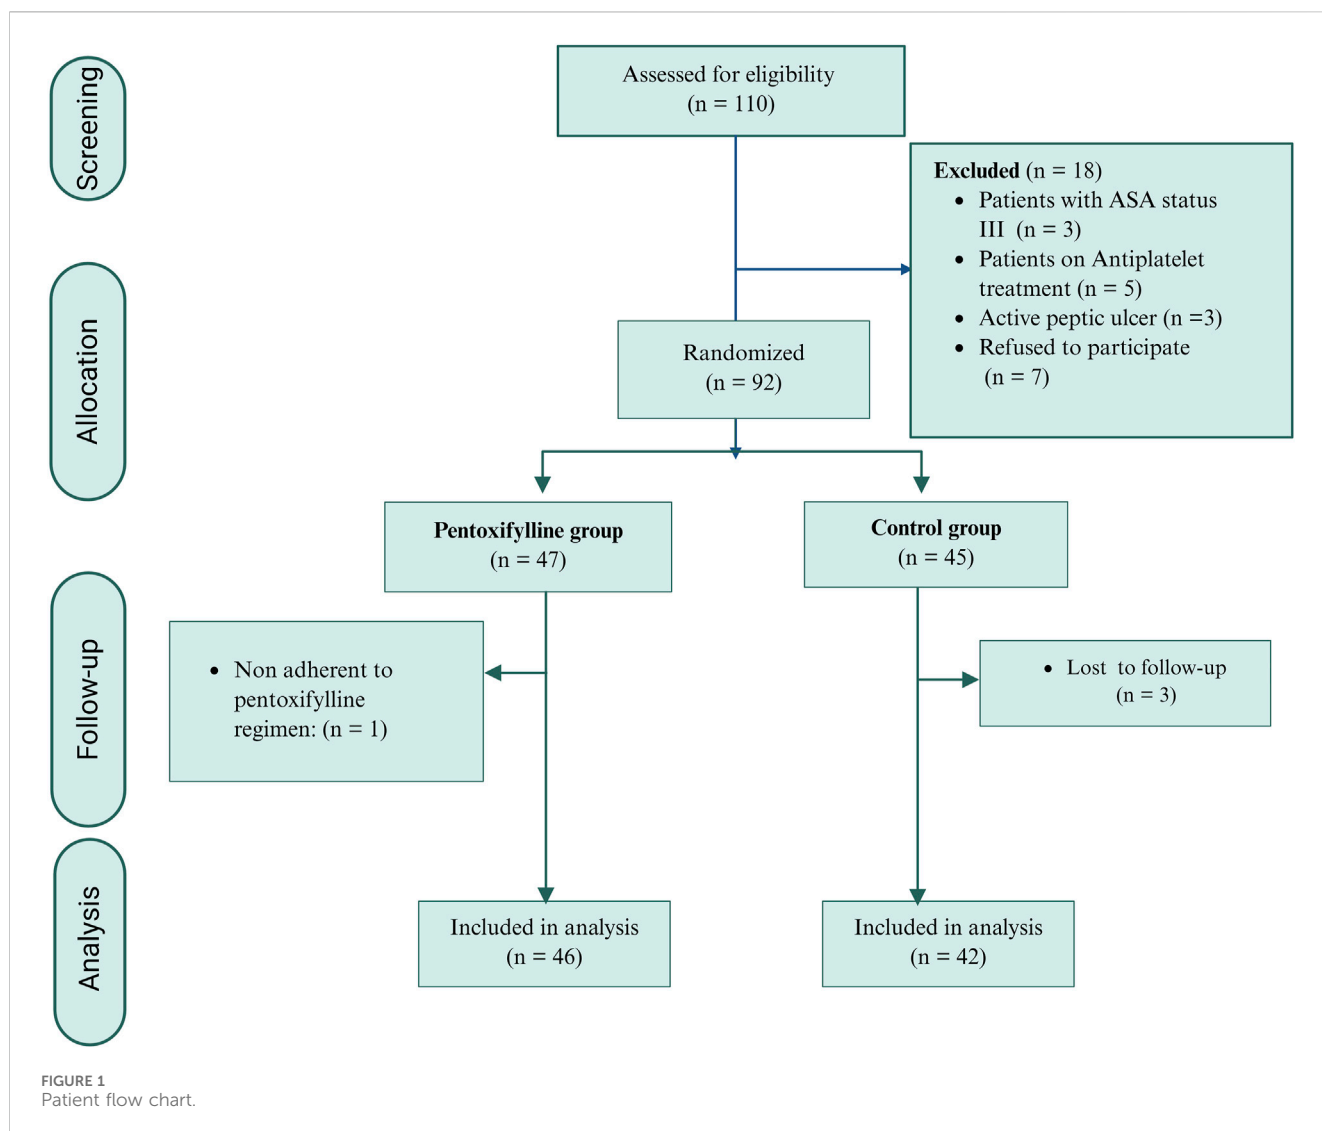 Screening
Assessed for eligibility
(n = 110)
Excluded (n = 18)
• Patients with ASA status
III (n = 3)
• Patients on Antiplatelet
treatment (n = 5)
• Active peptic ulcer (n =3)
• Refused to participate
(n = 7)
Allocation
Randomized
(n = 92)
Pentoxifylline group
(n = 47)
Control group
(n = 45)
Follow-up
• Non adherent to
pentoxifylline
regimen: (n = 1)
• Lost to follow-up
(n = 3)
Analysis
Included in analysis
(n = 46)
Included in analysis
(n = 42)
FIGURE 1
Patient flow chart.